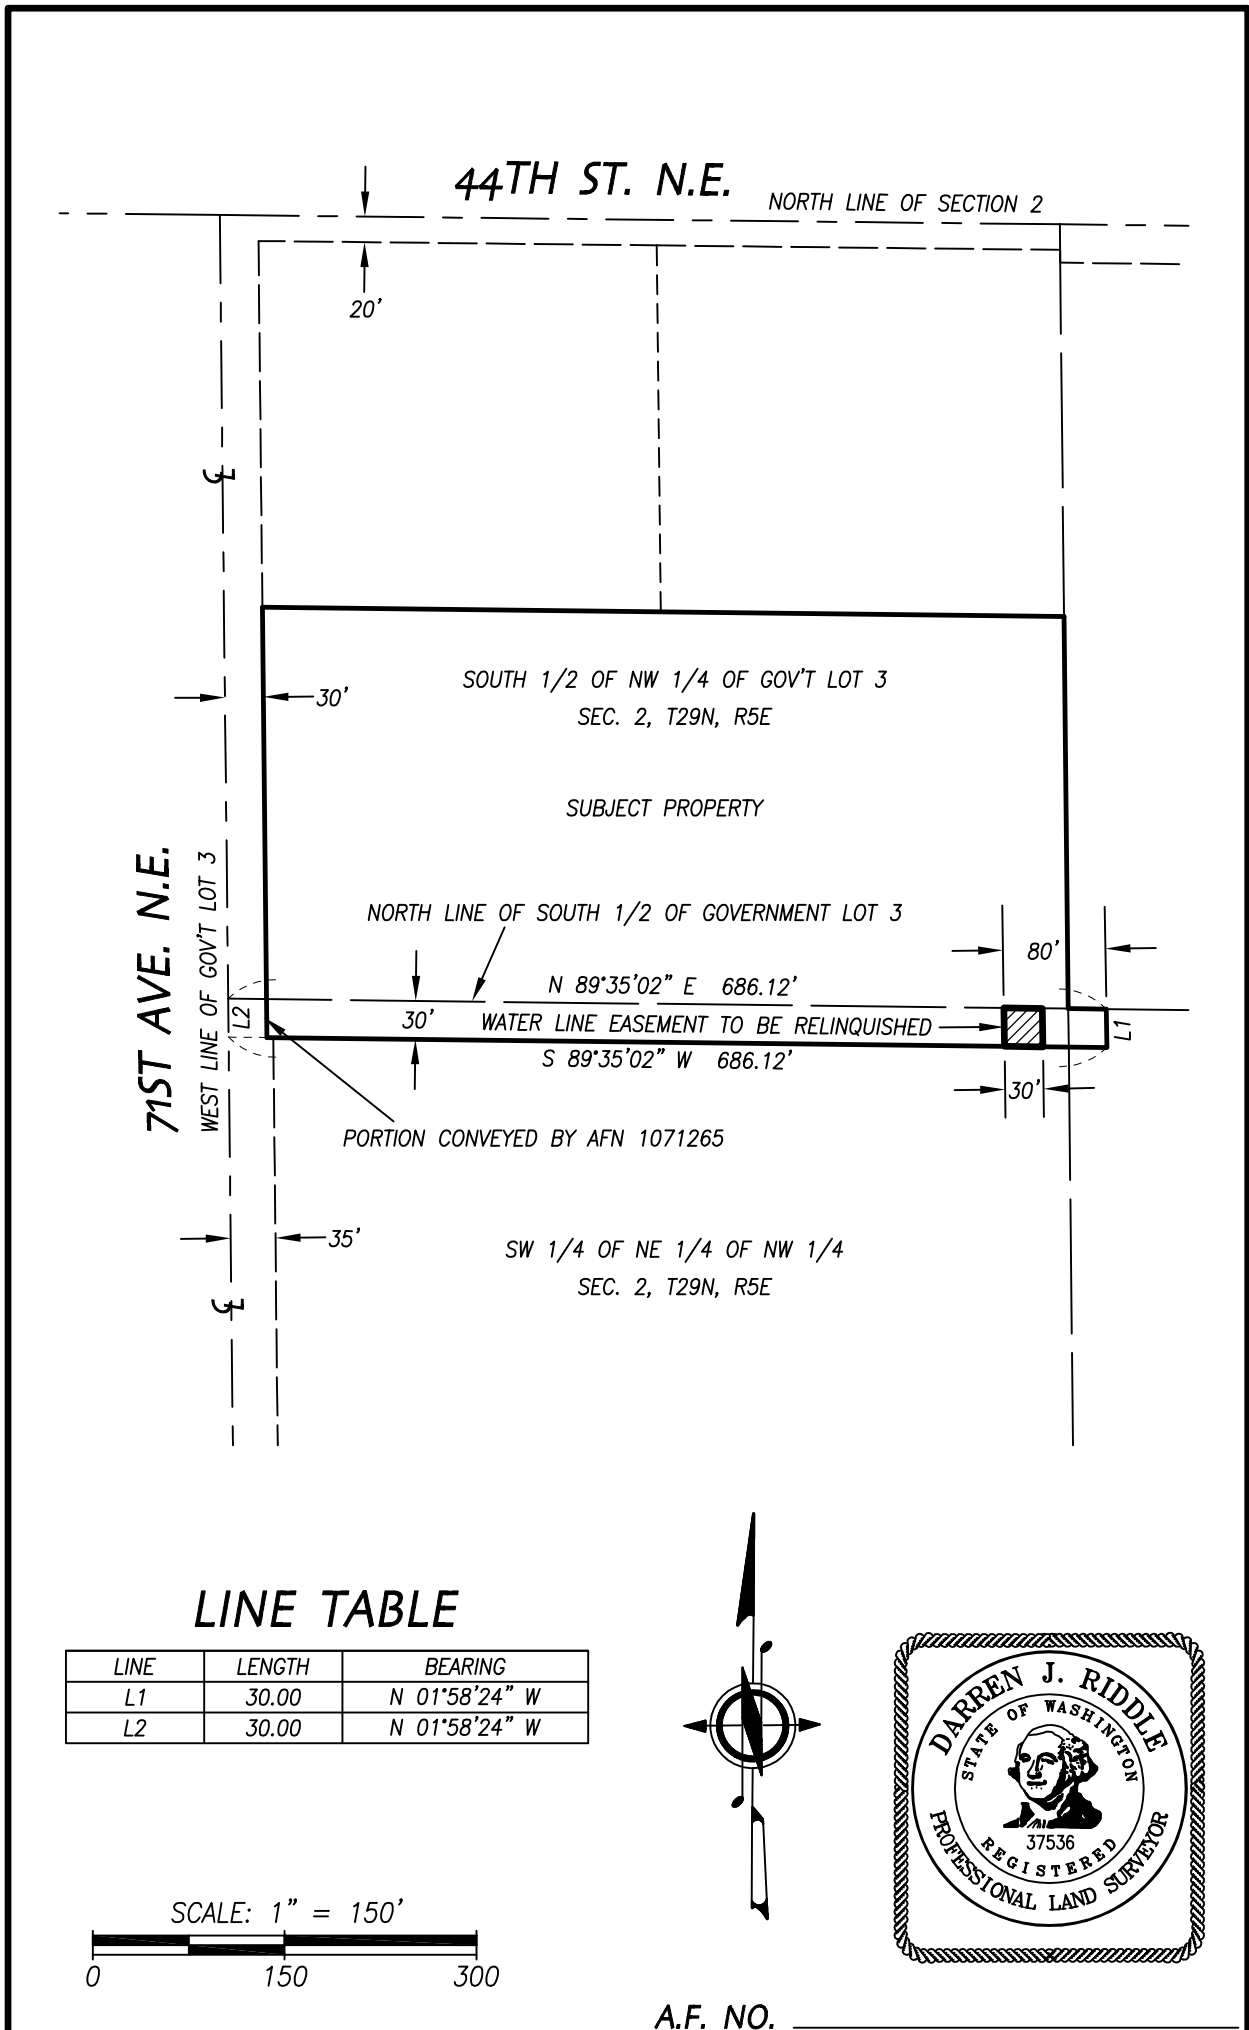 44TH ST. N.E.
NORTH LINE OF SECTION 2
20'
℄
SOUTH 1/2 OF NW 1/4 OF GOV'T LOT 3
30'
SEC. 2, T29N, R5E
SUBJECT PROPERTY
71ST AVE. N.E.
WEST LINE OF GOV'T LOT 3
NORTH LINE OF SOUTH 1/2 OF GOVERNMENT LOT 3
80'
N 89°35'02" E 686.12'
L2
30'
WATER LINE EASEMENT TO BE RELINQUISHED
L1
S 89°35'02" W 686.12'
30'
PORTION CONVEYED BY AFN 1071265
35'
SW 1/4 OF NE 1/4 OF NW 1/4
SEC. 2, T29N, R5E
℄
LINE TABLE
LINE LENGTH BEARING
L1 30.00 N 01°58'24" W
L2 30.00 N 01°58'24" W
DARREN J. RIDDLE
STATE OF WASHINGTON
37536
REGISTERED
PROFESSIONAL LAND SURVEYOR
SCALE: 1" = 150'
0 150 300
A.F. NO.